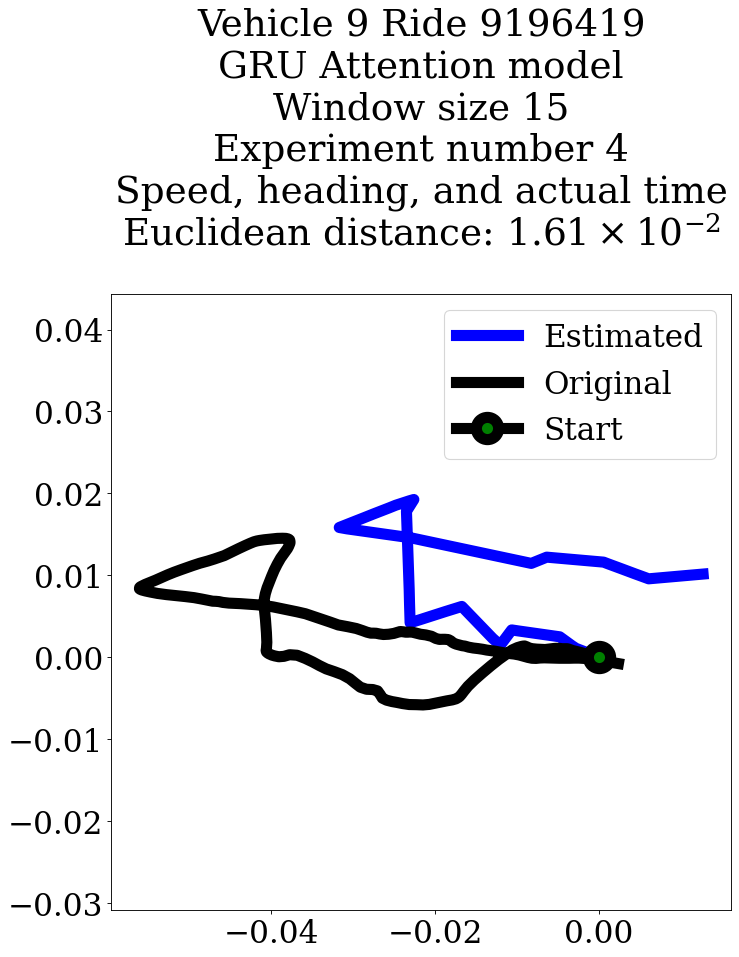 Vehicle 9 Ride 9196419
GRU Attention model
Window size 15
Experiment number 4
Speed, heading, and actual time
Euclidean distance: 1.61 × 10⁻²
Estimated
Original
Start
0.04
0.03
0.02
0.01
0.00
−0.01
−0.02
−0.03
−0.04
−0.02
0.00